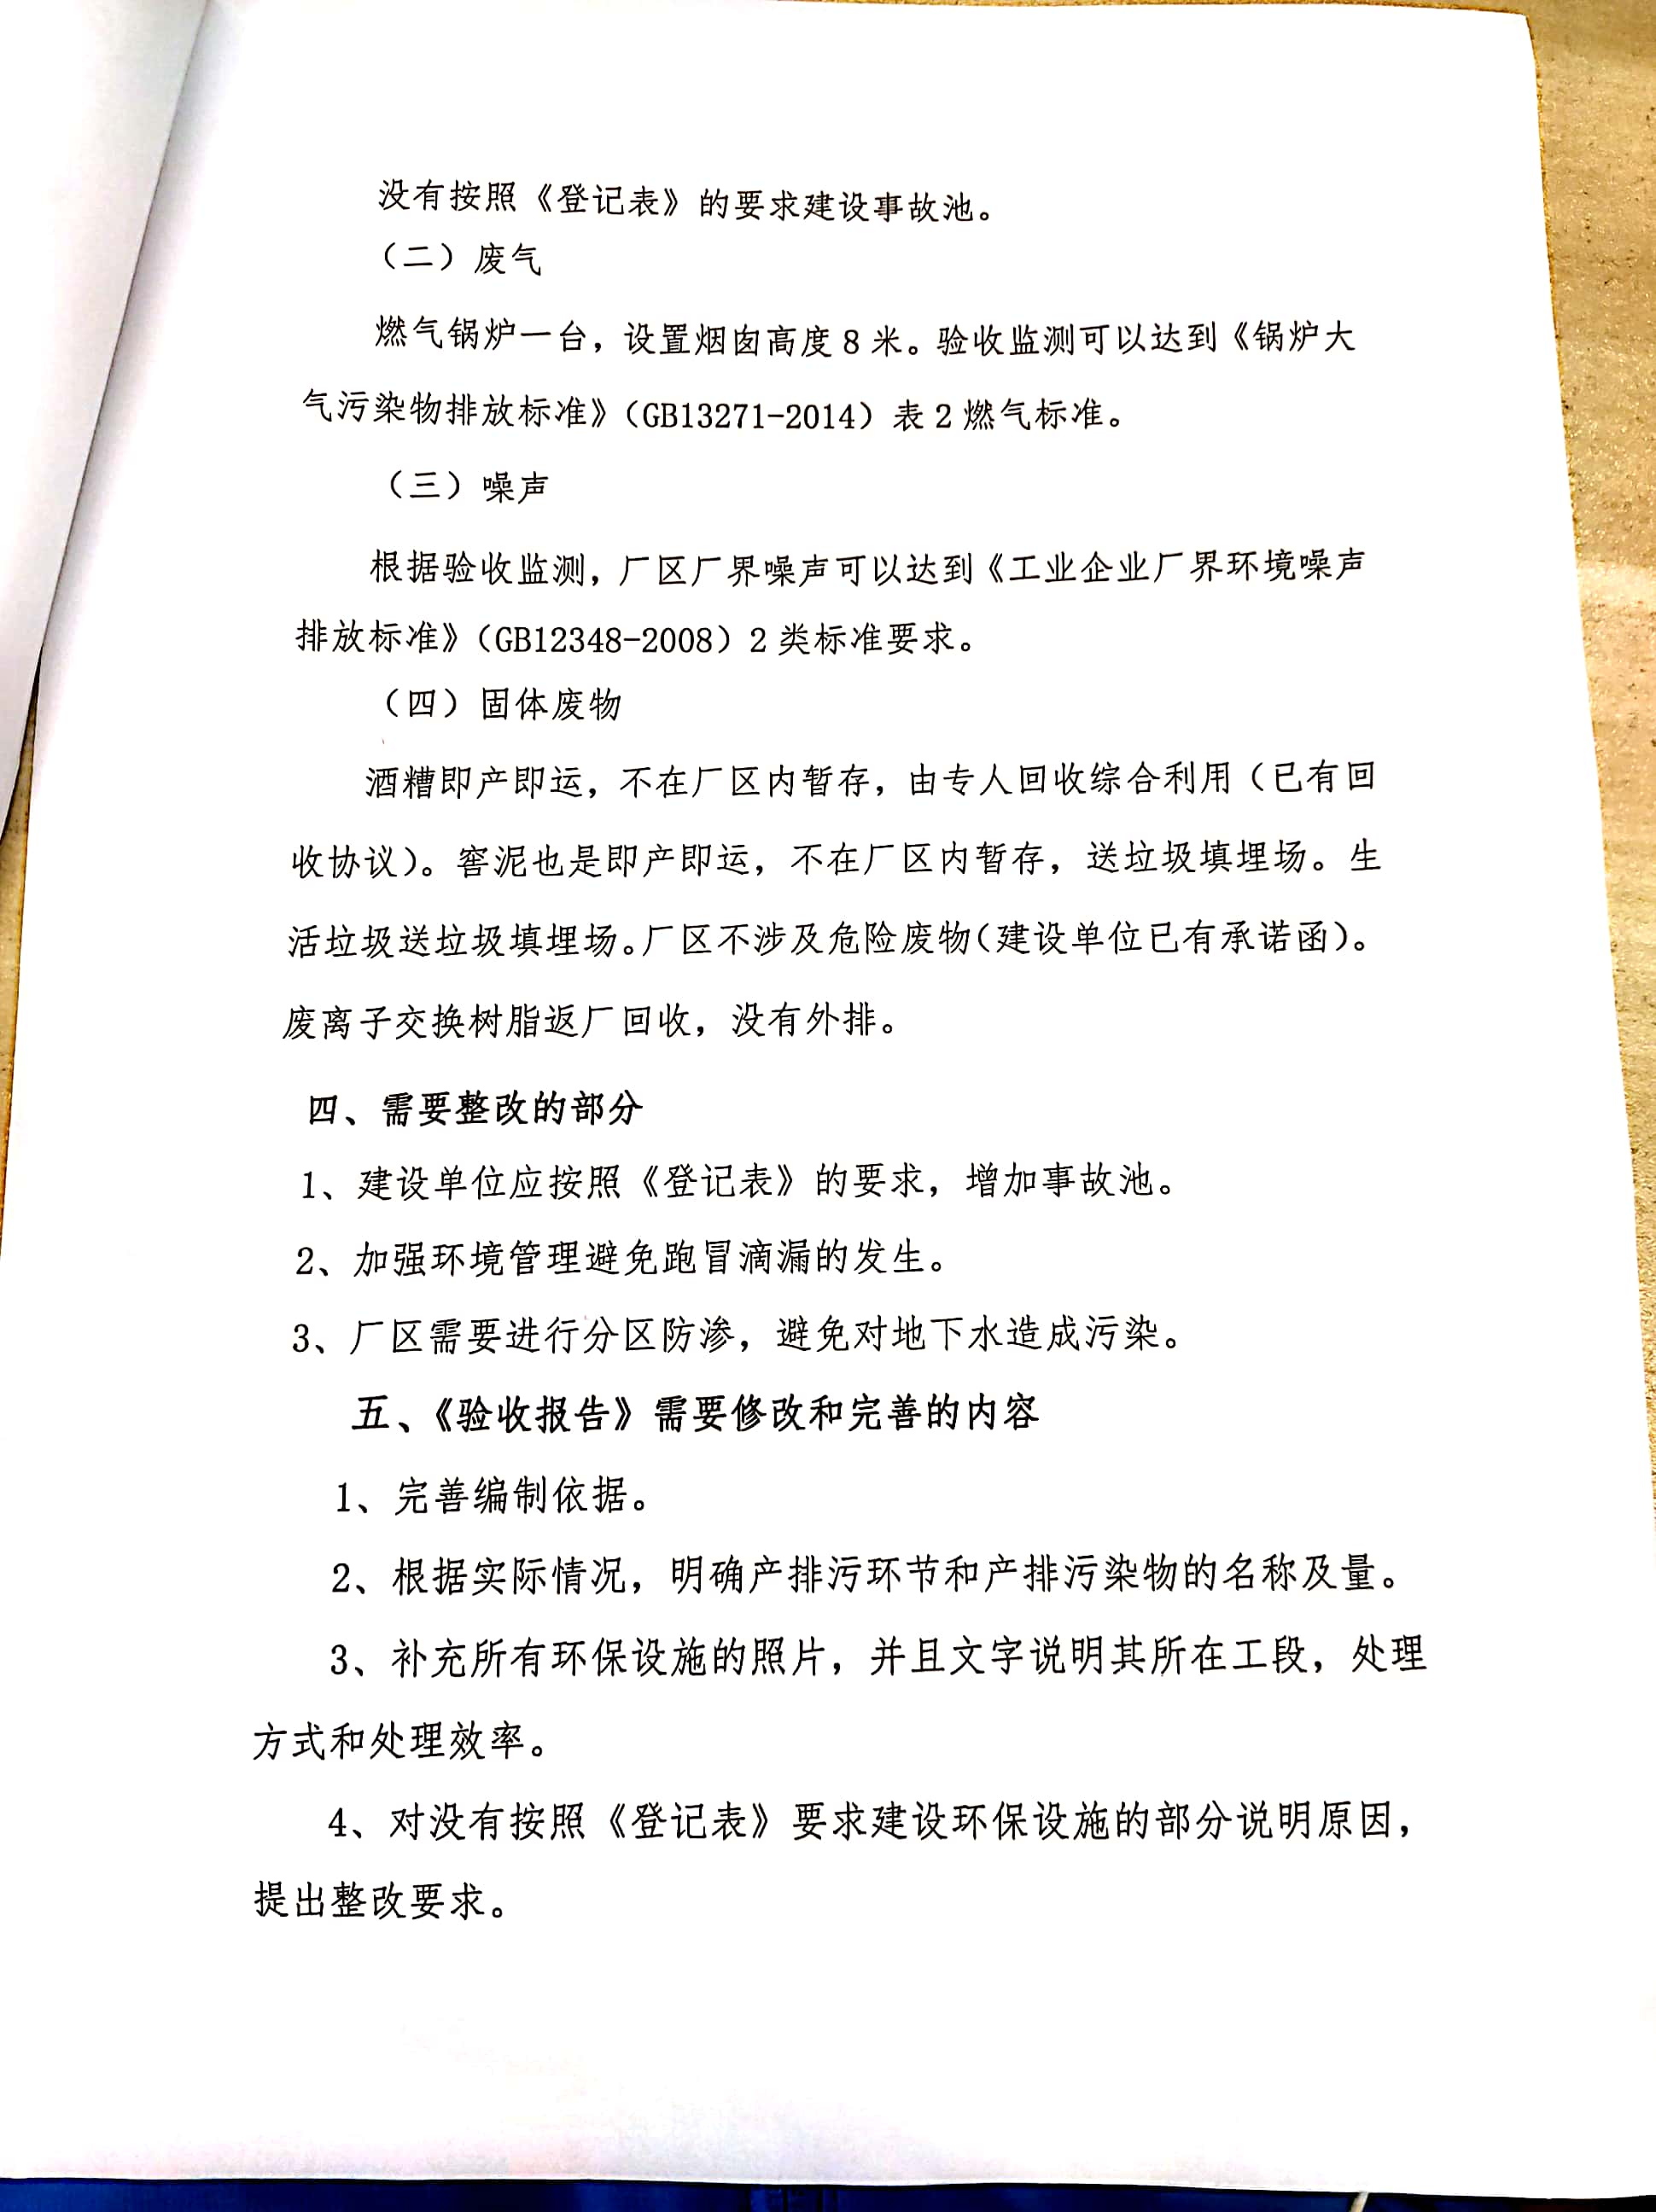 没有按照《登记表》的要求建设事故池。
（二）废气
燃气锅炉一台，设置烟囱高度 8 米。验收监测可以达到《锅炉大
气污染物排放标准》（GB13271-2014）表 2 燃气标准。
（三）噪声
根据验收监测，厂区厂界噪声可以达到《工业企业厂界环境噪声
排放标准》（GB12348-2008）2 类标准要求。
（四）固体废物
酒糟即产即运，不在厂区内暂存，由专人回收综合利用（已有回
收协议）。窖泥也是即产即运，不在厂区内暂存，送垃圾填埋场。生
活垃圾送垃圾填埋场。厂区不涉及危险废物（建设单位已有承诺函）。
废离子交换树脂返厂回收，没有外排。
四、需要整改的部分
1、建设单位应按照《登记表》的要求，增加事故池。
2、加强环境管理避免跑冒滴漏的发生。
3、厂区需要进行分区防渗，避免对地下水造成污染。
五、《验收报告》需要修改和完善的内容
1、完善编制依据。
2、根据实际情况，明确产排污环节和产排污染物的名称及量。
3、补充所有环保设施的照片，并且文字说明其所在工段，处理
方式和处理效率。
4、对没有按照《登记表》要求建设环保设施的部分说明原因，
提出整改要求。